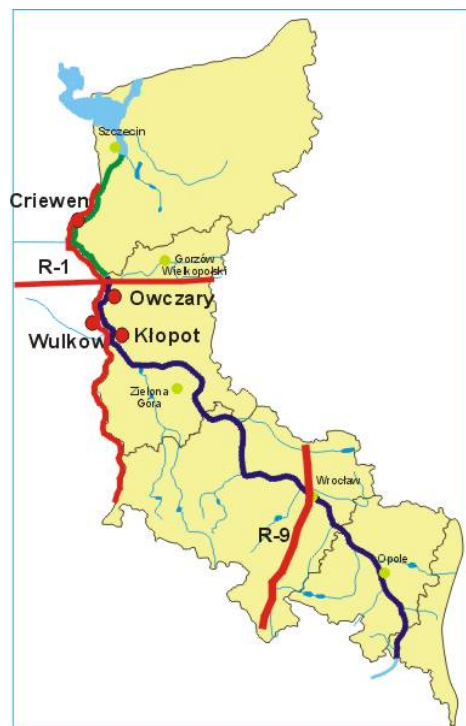 Szczecin
Criewen
R-1
Gorzów
Wielkopolski
Owczary
Wulkow
Kłopot
Zielona
Góra
Wrocław
R-9
Opole